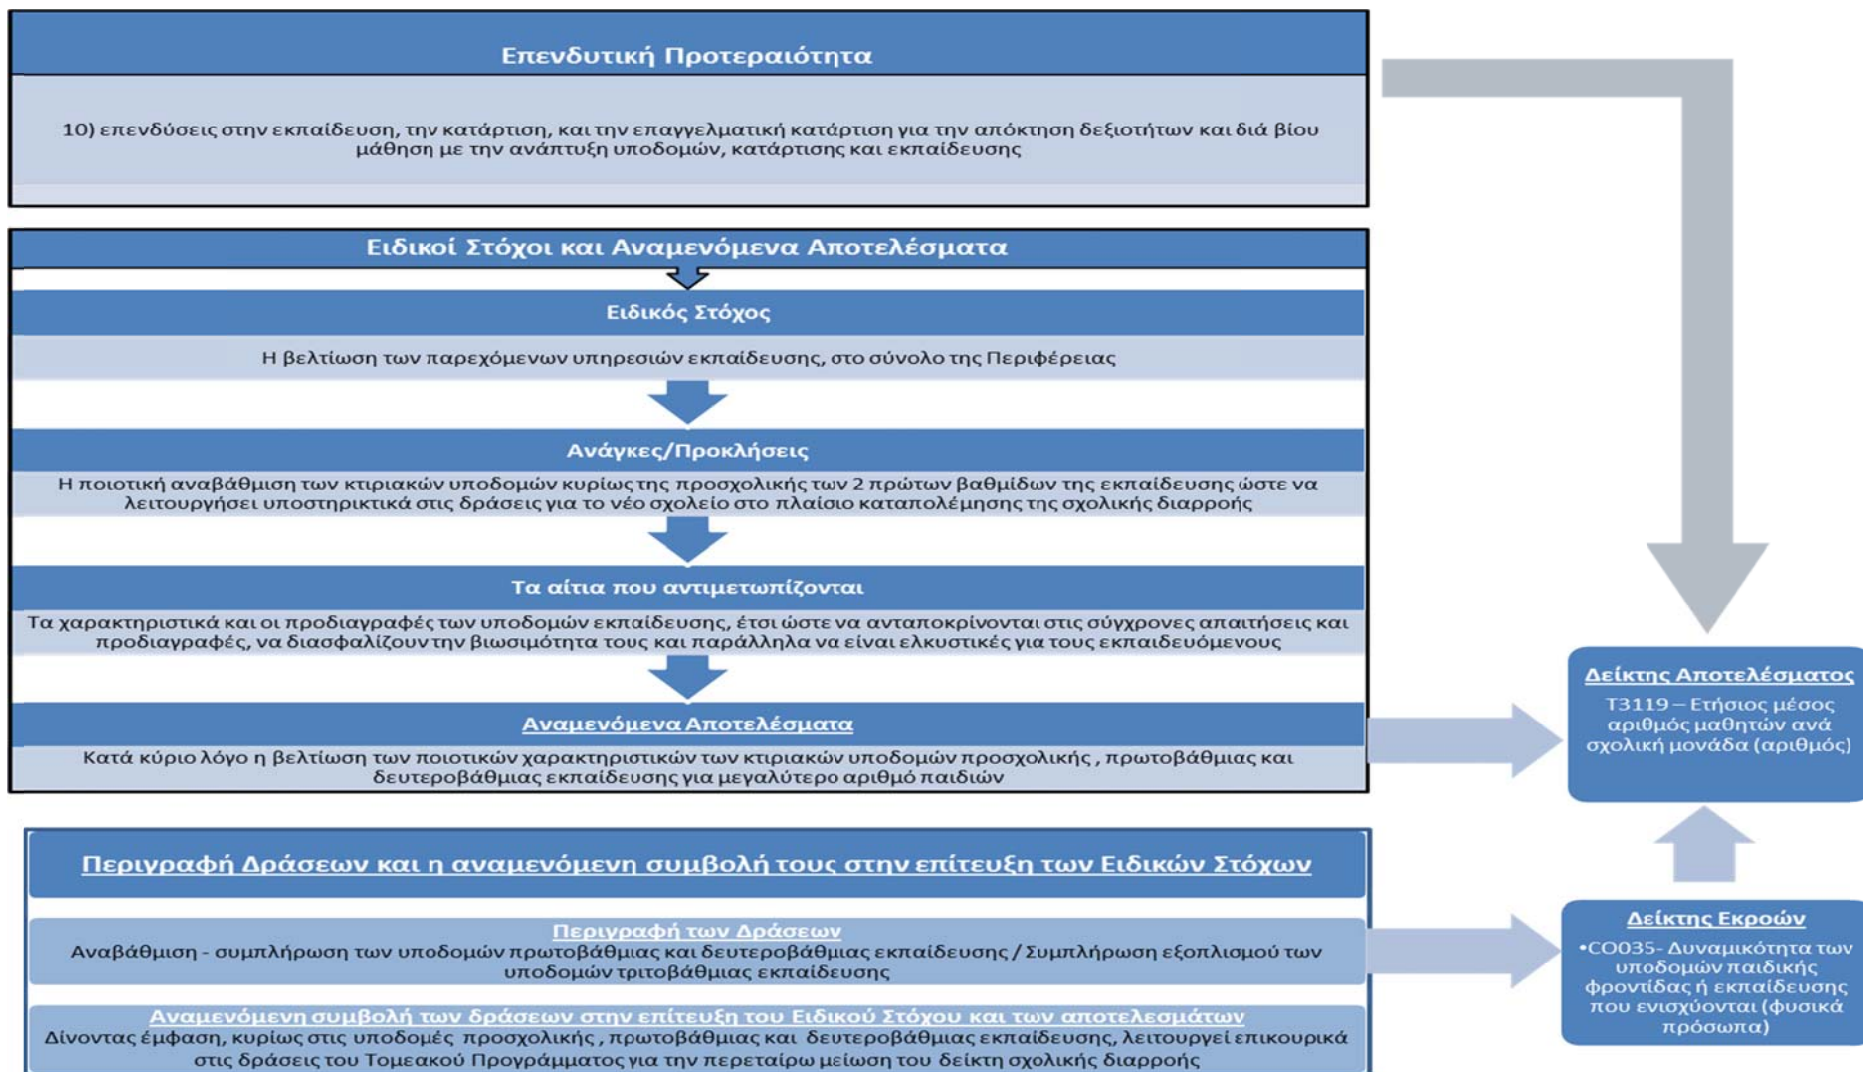 Επενδυτική Προτεραιότητα
10) επενδύσεις στην εκπαίδευση, την κατάρτιση, και την επαγγελματική κατάρτιση για την απόκτηση δεξιοτήτων και διά βίου
μάθηση με την ανάπτυξη υποδομών, κατάρτισης και εκπαίδευσης
Ειδικοί Στόχοι και Αναμενόμενα Αποτελέσματα
Ειδικός Στόχος
Η βελτίωση των παρεχόμενων υπηρεσιών εκπαίδευσης, στο σύνολο της Περιφέρειας
Ανάγκες/Προκλήσεις
Η ποιοτική αναβάθμιση των κτιριακών υποδομών κυρίως της προσχολικής των 2 πρώτων βαθμίδων της εκπαίδευσης ώστε να
λειτουργήσει υποστηρικτικά στις δράσεις για το νέο σχολείο στο πλαίσιο καταπολέμησης της σχολικής διαρροής
Τα αίτια που αντιμετωπίζονται
Τα χαρακτηριστικά και οι προδιαγραφές των υποδομών εκπαίδευσης, έτσι ώστε να ανταποκρίνονται στις σύγχρονες απαιτήσεις και
προδιαγραφές, να διασφαλίζουν την βιωσιμότητα τους και παράλληλα να είναι ελκυστικές για τους εκπαιδευόμενους
Αναμενόμενα Αποτελέσματα
Κατά κύριο λόγο η βελτίωση των ποιοτικών χαρακτηριστικών των κτιριακών υποδομών προσχολικής , πρωτοβάθμιας και
δευτεροβάθμιας εκπαίδευσης για μεγαλύτερο αριθμό παιδιών
Δείκτης Αποτελέσματος
Τ3119 – Ετήσιος μέσος
αριθμός μαθητών ανά
σχολική μονάδα (αριθμός)
Περιγραφή Δράσεων και η αναμενόμενη συμβολή τους στην επίτευξη των Ειδικών Στόχων
Περιγραφή των Δράσεων
Αναβάθμιση - συμπλήρωση των υποδομών πρωτοβάθμιας και δευτεροβάθμιας εκπαίδευσης / Συμπλήρωση εξοπλισμού των
υποδομών τριτοβάθμιας εκπαίδευσης
Αναμενόμενη συμβολή των δράσεων στην επίτευξη του Ειδικού Στόχου και των αποτελεσμάτων
Δίνοντας έμφαση, κυρίως στις υποδομές προσχολικής , πρωτοβάθμιας και δευτεροβάθμιας εκπαίδευσης, λειτουργεί επικουρικά
στις δράσεις του Τομεακού Προγράμματος για την περεταίρω μείωση του δείκτη σχολικής διαρροής
Δείκτης Εκροών
•CO035- Δυναμικότητα των
υποδομών παιδικής
φροντίδας ή εκπαίδευσης
που ενισχύονται (φυσικά
πρόσωπα)